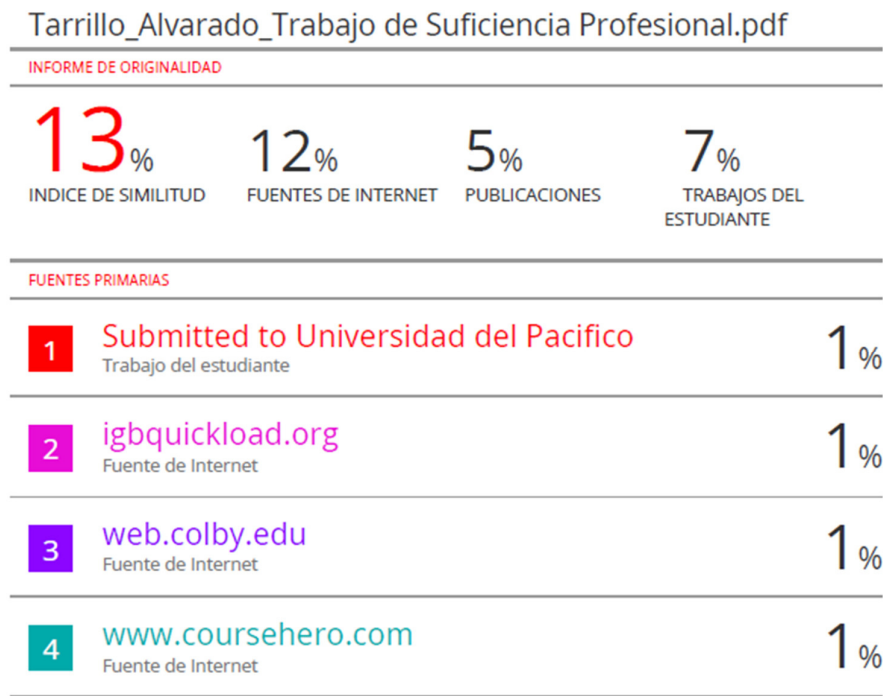 Tarrillo_Alvarado_Trabajo de Suficiencia Profesional.pdf
INFORME DE ORIGINALIDAD
13% 12% 5% 7%
INDICE DE SIMILITUD FUENTES DE INTERNET PUBLICACIONES TRABAJOS DEL
ESTUDIANTE
FUENTES PRIMARIAS
1 Submitted to Universidad del Pacifico 1%
Trabajo del estudiante
2 igbquickload.org 1%
Fuente de Internet
3 web.colby.edu 1%
Fuente de Internet
4 www.coursehero.com 1%
Fuente de Internet